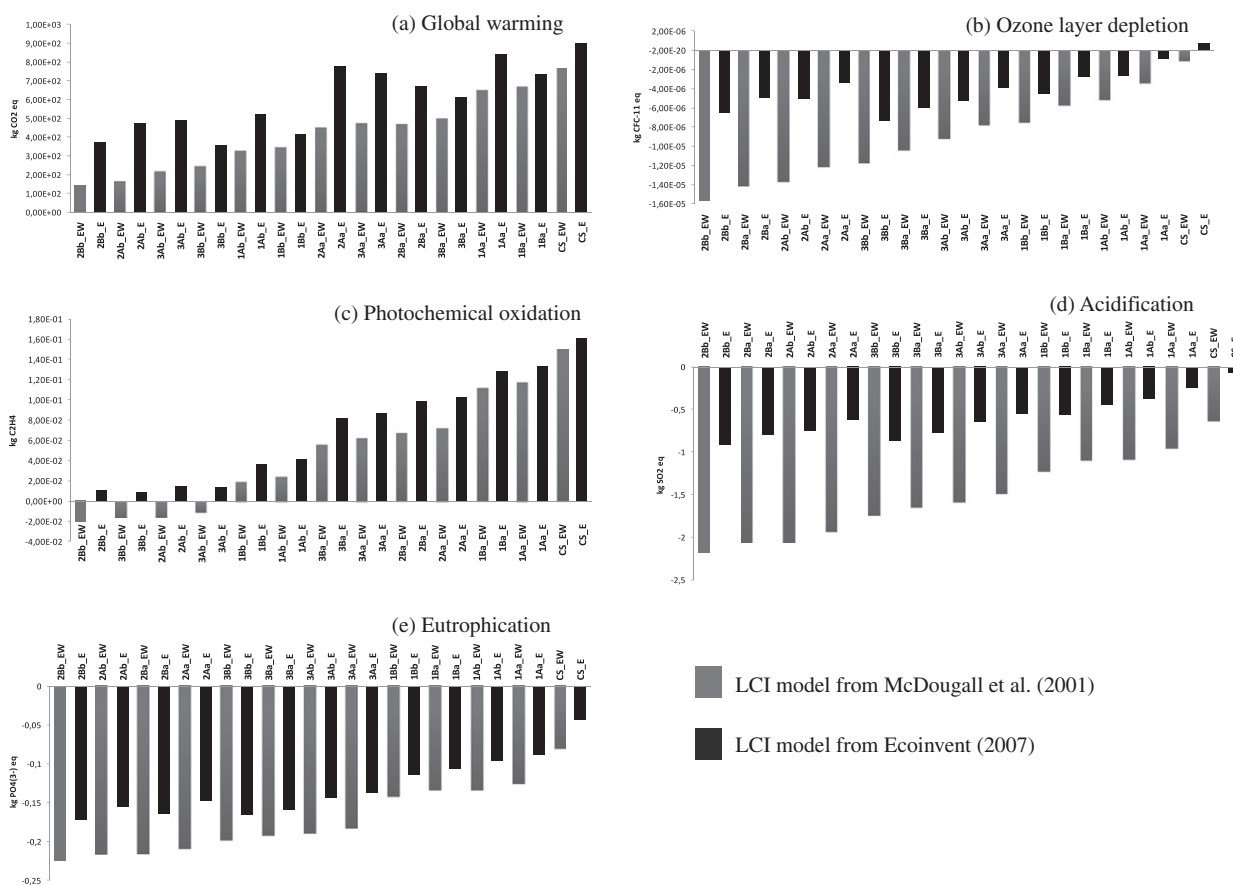 (a) Global warming
kg CO2 eq
1,00E+03
9,00E+02
8,00E+02
7,00E+02
6,00E+02
5,00E+02
4,00E+02
3,00E+02
2,00E+02
1,00E+02
0,00E+00
2Bb_EW
2Bb_E
2Ab_EW
2Ab_E
3Ab_EW
3Ab_E
3Bb_EW
3Bb_E
1Ab_EW
1Ab_E
1Bb_EW
1Bb_E
2Aa_EW
2Aa_E
3Aa_EW
3Aa_E
2Ba_EW
2Ba_E
3Ba_EW
3Ba_E
1Aa_EW
1Aa_E
1Ba_EW
1Ba_E
CS_EW
CS_E
(b) Ozone layer depletion
kg CFC-11 eq
2,00E-06
-2,00E-20
-2,00E-06
-4,00E-06
-6,00E-06
-8,00E-06
-1,00E-05
-1,20E-05
-1,40E-05
-1,60E-05
2Bb_EW
2Bb_E
2Ba_EW
2Ba_E
2Ab_EW
2Ab_E
2Aa_EW
2Aa_E
3Bb_EW
3Bb_E
3Ba_EW
3Ba_E
3Ab_EW
3Ab_E
3Aa_EW
3Aa_E
1Bb_EW
1Bb_E
1Ba_EW
1Ba_E
1Ab_EW
1Ab_E
1Aa_EW
1Aa_E
CS_EW
CS_E
(c) Photochemical oxidation
kg C2H4
1,80E-01
1,60E-01
1,40E-01
1,20E-01
1,00E-01
8,00E-02
6,00E-02
4,00E-02
2,00E-02
0,00E+00
-2,00E-02
-4,00E-02
2Bb_EW
2Bb_E
3Bb_EW
3Bb_E
2Ab_EW
2Ab_E
3Ab_EW
3Ab_E
1Bb_EW
1Bb_E
1Ab_EW
1Ab_E
3Ba_EW
3Ba_E
3Aa_EW
3Aa_E
2Ba_EW
2Ba_E
2Aa_EW
2Aa_E
1Ba_EW
1Ba_E
1Aa_EW
1Aa_E
CS_EW
CS_E
(d) Acidification
2Bb_EW
2Bb_E
2Ba_EW
2Ba_E
2Ab_EW
2Ab_E
2Aa_EW
2Aa_E
3Bb_EW
3Bb_E
3Ba_EW
3Ba_E
3Ab_EW
3Ab_E
3Aa_EW
3Aa_E
1Bb_EW
1Bb_E
1Ba_EW
1Ba_E
1Ab_EW
1Ab_E
1Aa_EW
1Aa_E
CS_EW
CS_E
kg SO2 eq
0
-0,5
-1
-1,5
-2
-2,5
(e) Eutrophication
2Bb_EW
2Bb_E
2Ab_EW
2Ab_E
2Ba_EW
2Ba_E
2Aa_EW
2Aa_E
3Bb_EW
3Bb_E
3Ba_EW
3Ba_E
3Ab_EW
3Ab_E
3Aa_EW
3Aa_E
1Bb_EW
1Bb_E
1Ba_EW
1Ba_E
1Ab_EW
1Ab_E
1Aa_EW
1Aa_E
CS_EW
CS_E
kg PO4(3-) eq
0
-0,05
-0,1
-0,15
-0,2
-0,25
LCI model from McDougall et al. (2001)
LCI model from Ecoinvent (2007)